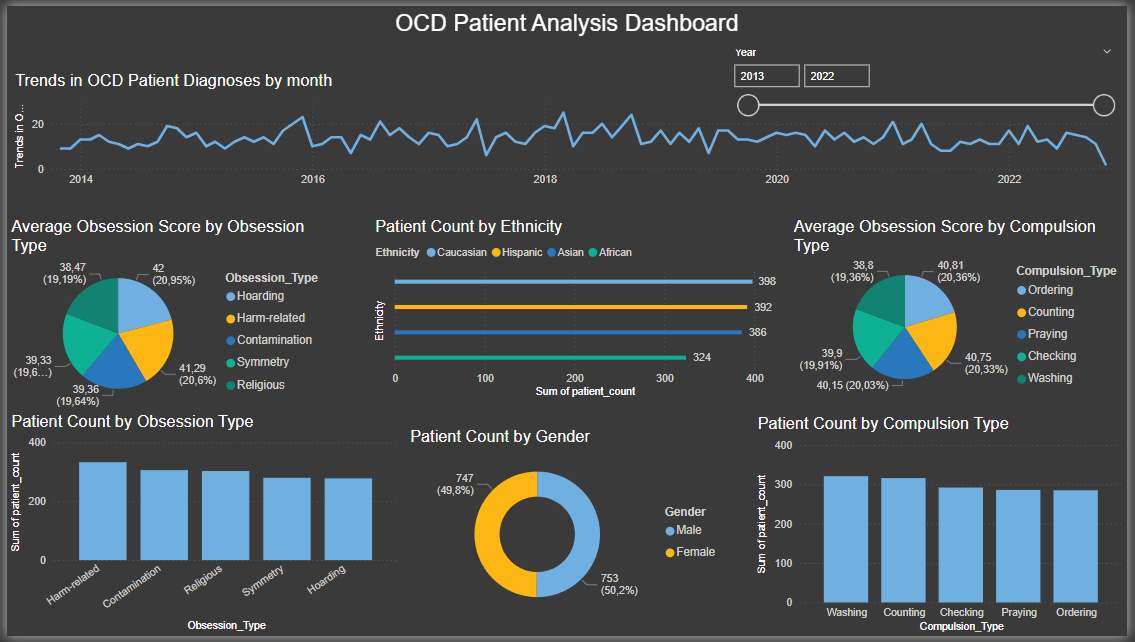 OCD Patient Analysis Dashboard
Year
2013
2022
Trends in OCD Patient Diagnoses by month
Trends in O...
20
0
2014
2016
2018
2020
2022
Average Obsession Score by Obsession
Type
38,47
(19,19%)
42
(20,95%)
39,33
(19,6...)
41,29
(20,6%)
39,36
(19,64%)
Obsession_Type
Hoarding
Harm-related
Contamination
Symmetry
Religious
Patient Count by Ethnicity
Ethnicity Caucasian Hispanic Asian African
Ethnicity
398
392
386
324
0
100
200
300
400
Sum of patient_count
Average Obsession Score by Compulsion
Type
38,8
(19,36%)
40,81
(20,36%)
39,9
(19,91%)
40,75
(20,33%)
40,15 (20,03%)
Compulsion_Type
Ordering
Counting
Praying
Checking
Washing
Patient Count by Obsession Type
Sum of patient_count
400
200
0
Harm-related
Contamination
Religious
Symmetry
Hoarding
Obsession_Type
Patient Count by Gender
747
(49,8%)
753
(50,2%)
Gender
Male
Female
Patient Count by Compulsion Type
Sum of patient_count
400
300
200
100
0
Washing
Counting
Checking
Praying
Ordering
Compulsion_Type